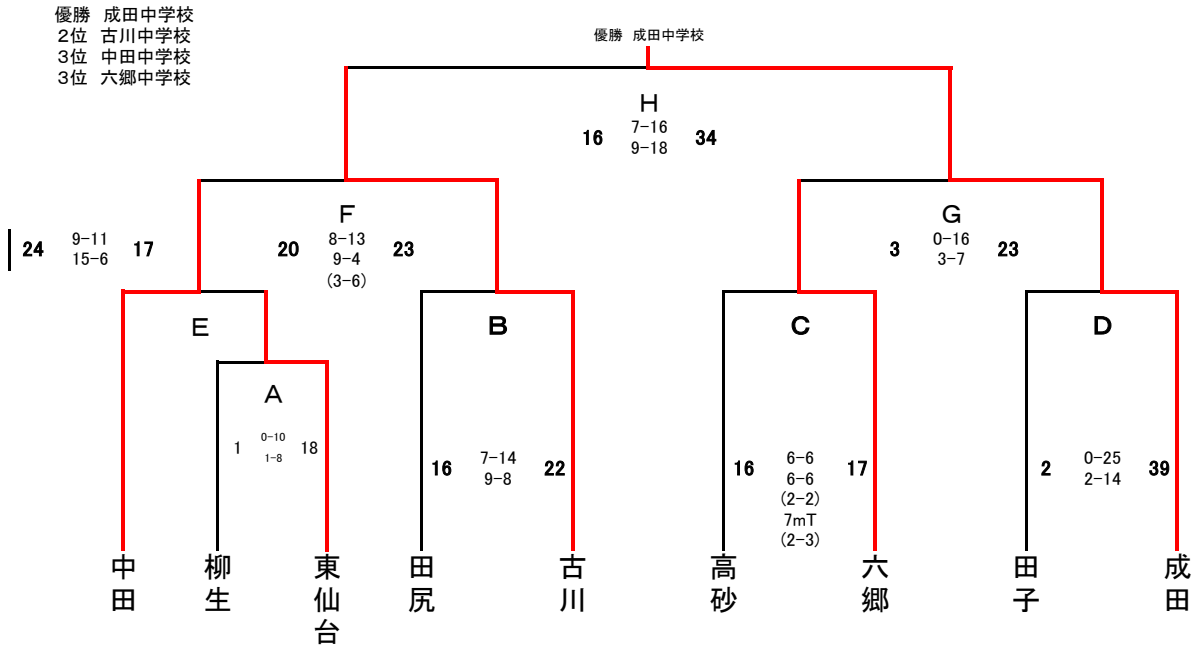 優勝 成田中学校
２位 古川中学校
３位 中田中学校
３位 六郷中学校
優勝 成田中学校
H
16 7-16 34
9-18
F
G
24 9-11 17
15-6
20 8-13 23
9-4
(3-6)
3 0-16 23
3-7
E
B
C
D
A
1 0-10 18
1-8
16 7-14 22
9-8
16 6-6 17
6-6
(2-2)
7mT
(2-3)
2 0-25 39
2-14
中田
柳生
東仙台
田尻
古川
高砂
六郷
田子
成田